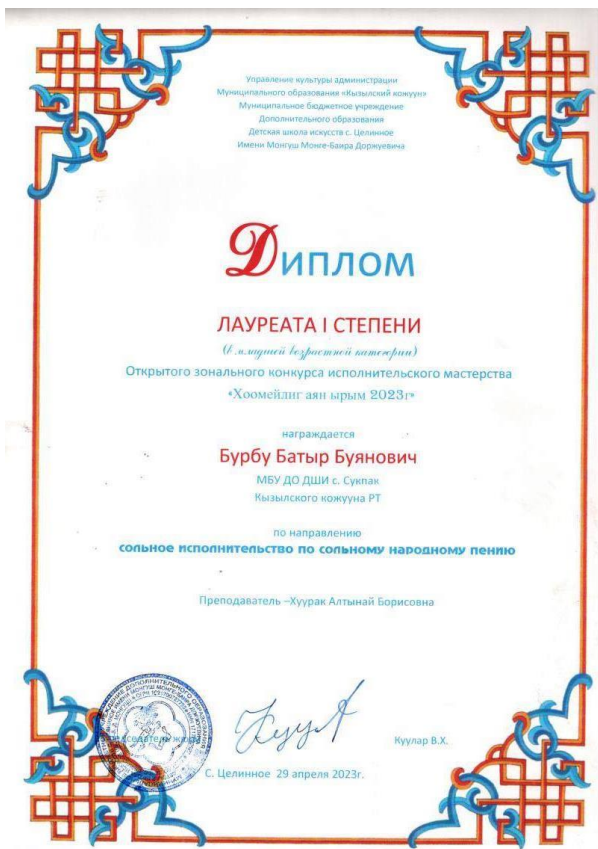 Управление культуры администрации
Муниципального образования «Кызылский кожуун»
Муниципальное бюджетное учреждение
Дополнительного образования
Детская школа искусств с. Целинное
Имени Монгуш Монге-Баира Доржуевича
Диплом
ЛАУРЕАТА I СТЕПЕНИ
(в младшей возрастной категории)
Открытого зонального конкурса исполнительского мастерства
«Хоомейлиг аян ырым 2023г»
награждается
Бурбу Батыр Буянович
МБУ ДО ДШИ с. Сукпак
Кызылского кожууна РТ
по направлению
сольное исполнительство по сольному народному пению
Преподаватель –Хуурак Алтынай Борисовна
Председатель жюри Куулар В.Х.
С. Целинное 29 апреля 2023г.